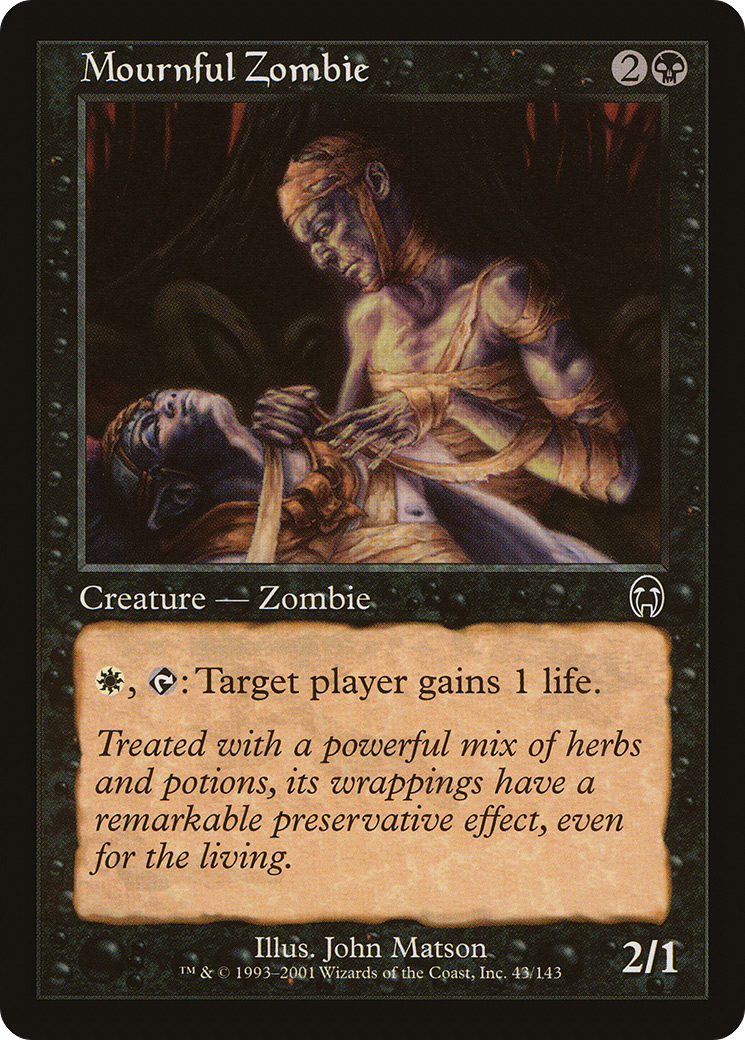 Mournful Zombie
2
Creature — Zombie
, : Target player gains 1 life.
Treated with a powerful mix of herbs
and potions, its wrappings have a
remarkable preservative effect, even
for the living.
Illus. John Matson
™ & © 1993–2001 Wizards of the Coast, Inc. 43/143
2/1